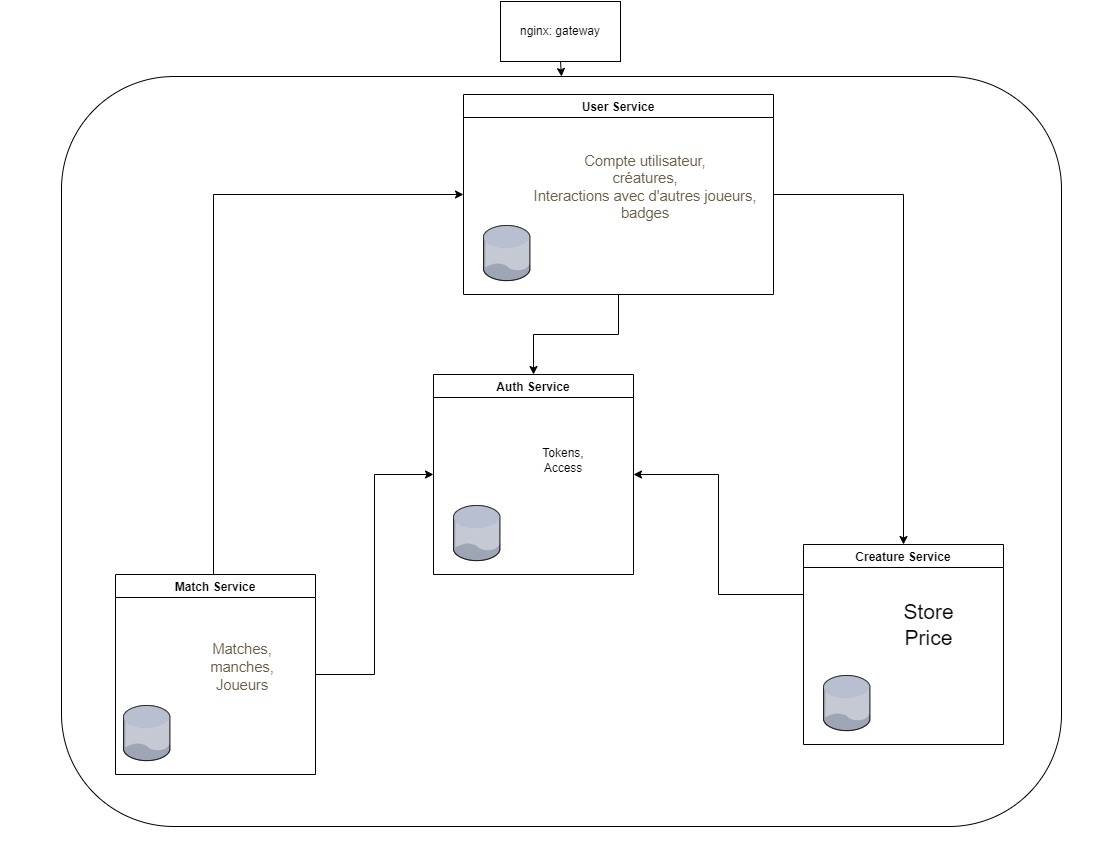 nginx: gateway
User Service
Compte utilisateur,
créatures,
Interactions avec d'autres joueurs,
badges
Auth Service
Tokens,
Access
Creature Service
Store
Price
Match Service
Matches,
manches,
Joueurs